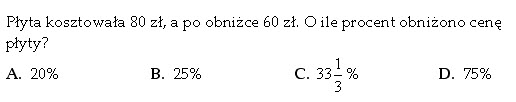 Płyta kosztowała 80 zł, a po obniżce 60 zł. O ile procent obniżono cenę
płyty?
A. 20% B. 25% C. 33 1/3 % D. 75%